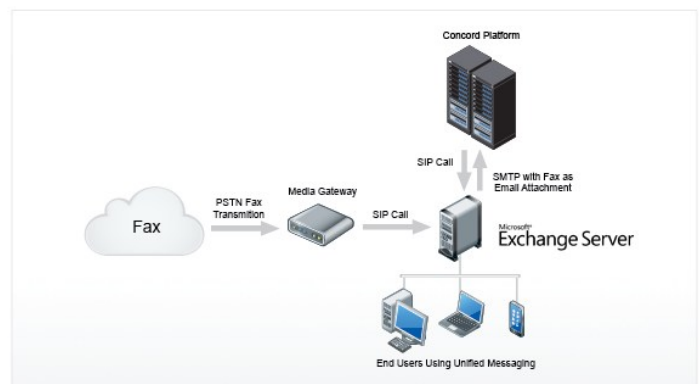 Concord Platform
SIP Call
SMTP with Fax as
Email Attachment
Fax
PSTN Fax
Transmition
Media Gateway
SIP Call
Microsoft®
Exchange Server
End Users Using Unified Messaging